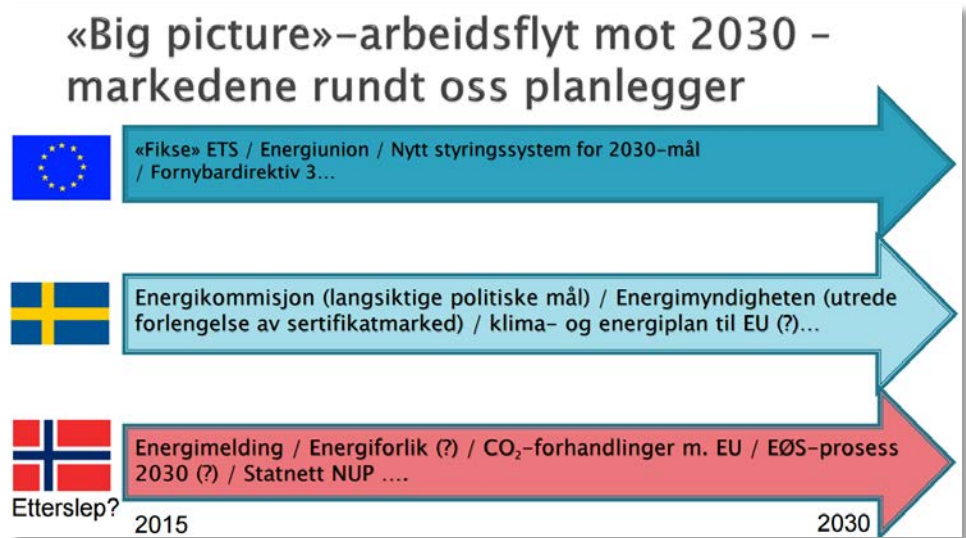 «Big picture»-arbeidsflyt mot 2030 –
markedene rundt oss planlegger
«Fikse» ETS / Energiunion / Nytt styringssystem for 2030-mål
/ Fornybardirektiv 3…
Energikommisjon (langsiktige politiske mål) / Energimyndigheten (utrede
forlengelse av sertifikatmarked) / klima- og energiplan til EU (?)…
Energimelding / Energiforlik (?) / CO₂-forhandlinger m. EU / EØS-prosess
2030 (?) / Statnett NUP ….
Etterslep?
2015
2030